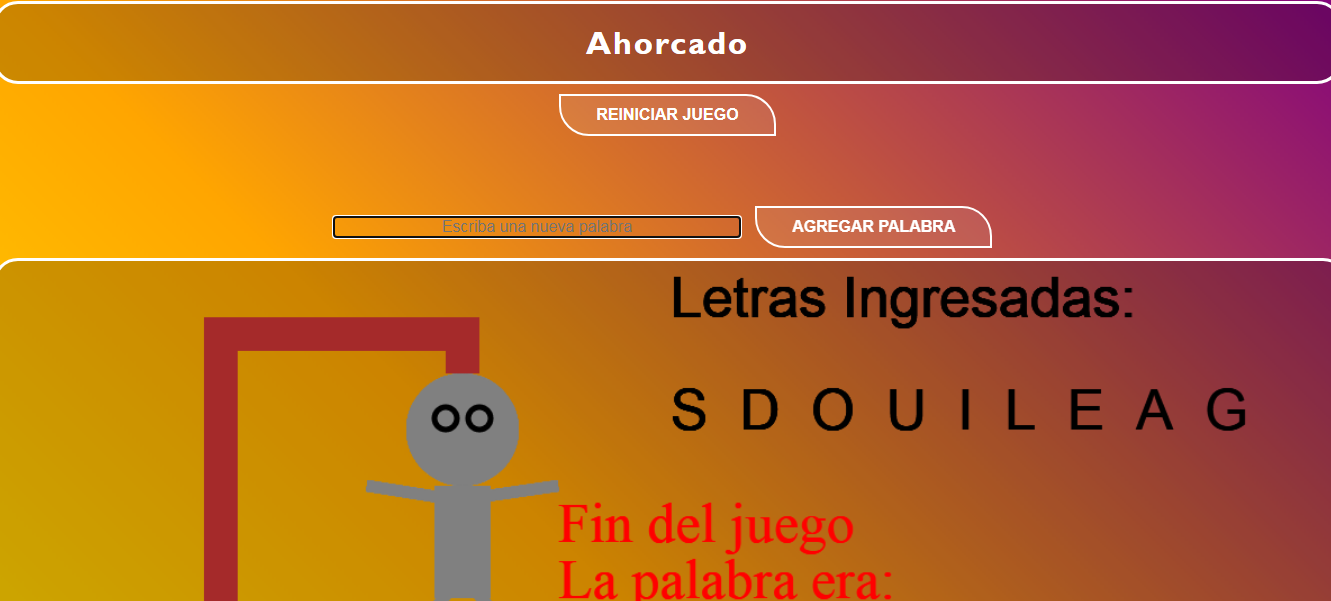 Ahorcado
REINICIAR JUEGO
Escriba una nueva palabra
AGREGAR PALABRA
Letras Ingresadas:
S D O U I L E A G
Fin del juego
La palabra era: